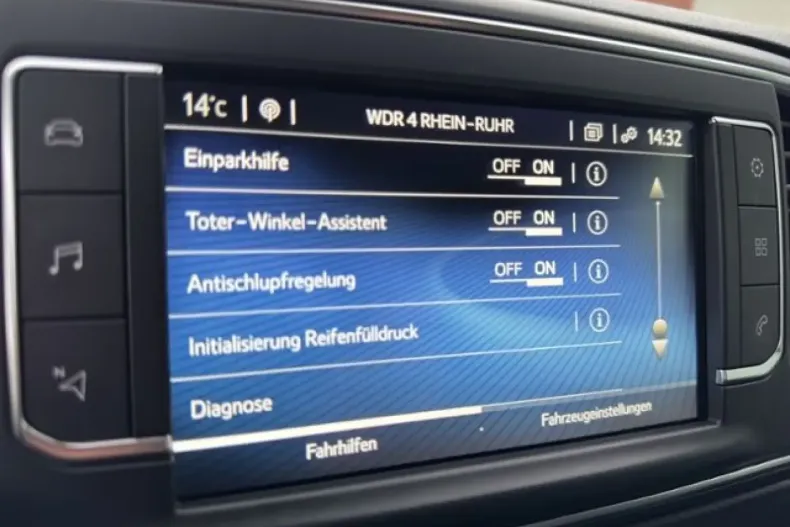 14°C WDR 4 RHEIN-RUHR 14:32
Einparkhilfe OFF ON i
Toter-Winkel-Assistent OFF ON i
Antischlupfregelung OFF ON i
Initialisierung Reifenfülldruck i
Diagnose
Fahrhilfen Fahrzeugeinstellungen
N